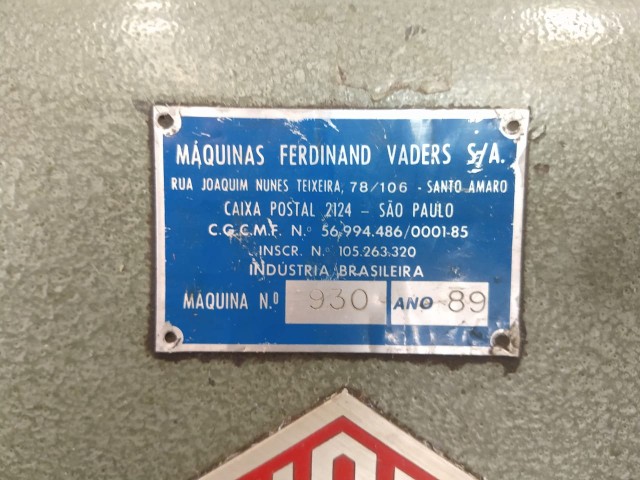 MÁQUINAS FERDINAND VADERS S/A.
RUA JOAQUIM NUNES TEIXEIRA, 78/106 - SANTO AMARO
CAIXA POSTAL 2124 - SÃO PAULO
C.G.C.M.F. N.º 56.994.486/0001-85
INSCR. N.º 105.263.320
INDÚSTRIA BRASILEIRA
MÁQUINA N.º 930 ANO 89